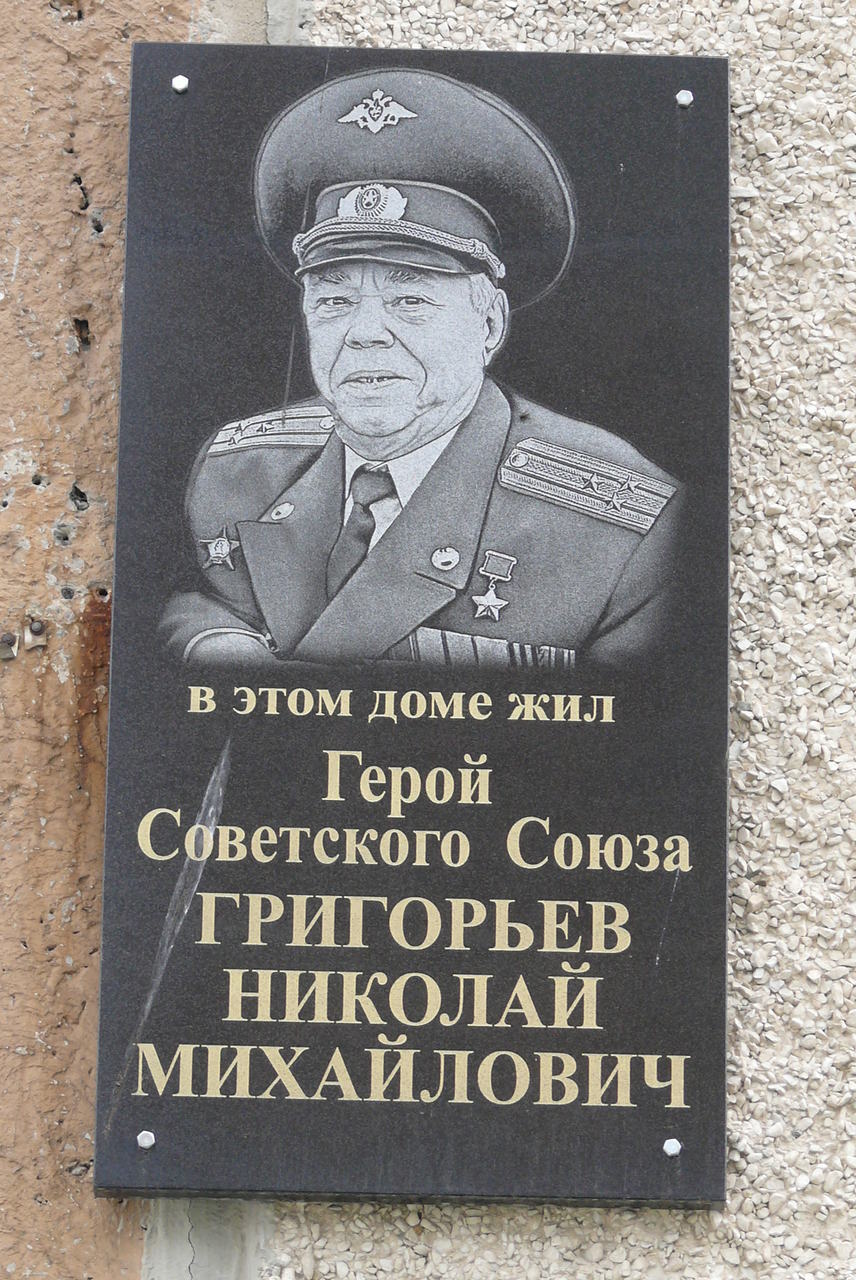 в этом доме жил
Герой
Советского Союза
ГРИГОРЬЕВ
НИКОЛАЙ
МИХАЙЛОВИЧ